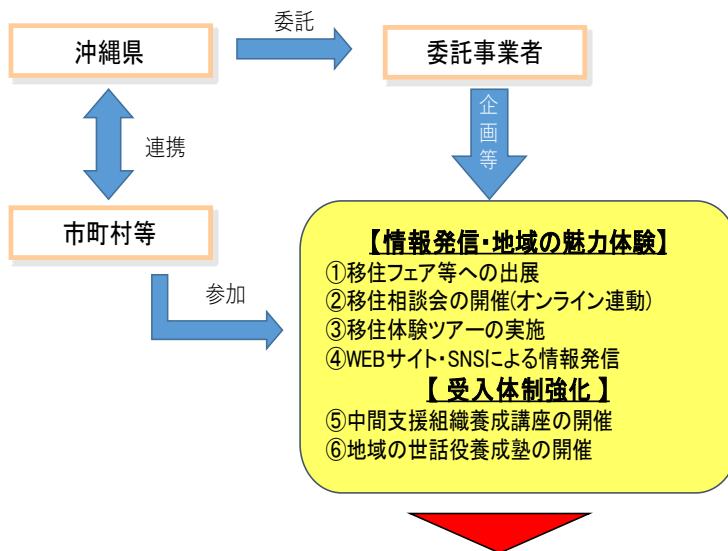 委託
沖縄県
委託事業者
企画等
連携
市町村等
参加
【情報発信・地域の魅力体験】
①移住フェア等への出展
②移住相談会の開催(オンライン連動)
③移住体験ツアーの実施
④WEBサイト・SNSによる情報発信
【 受入体制強化 】
⑤中間支援組織養成講座の開催
⑥地域の世話役養成塾の開催